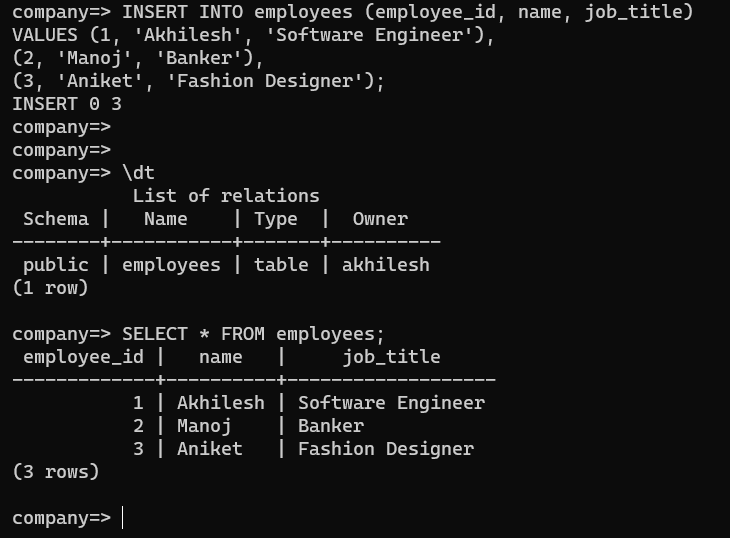 company=> INSERT INTO employees (employee_id, name, job_title)
VALUES (1, 'Akhilesh', 'Software Engineer'),
(2, 'Manoj', 'Banker'),
(3, 'Aniket', 'Fashion Designer');
INSERT 0 3
company=>
company=>
company=> \dt
           List of relations
 Schema |   Name    | Type  |  Owner
--------+-----------+-------+----------
 public | employees | table | akhilesh
(1 row)

company=> SELECT * FROM employees;
 employee_id |   name   |     job_title
-------------+----------+-------------------
           1 | Akhilesh | Software Engineer
           2 | Manoj    | Banker
           3 | Aniket   | Fashion Designer
(3 rows)

company=>